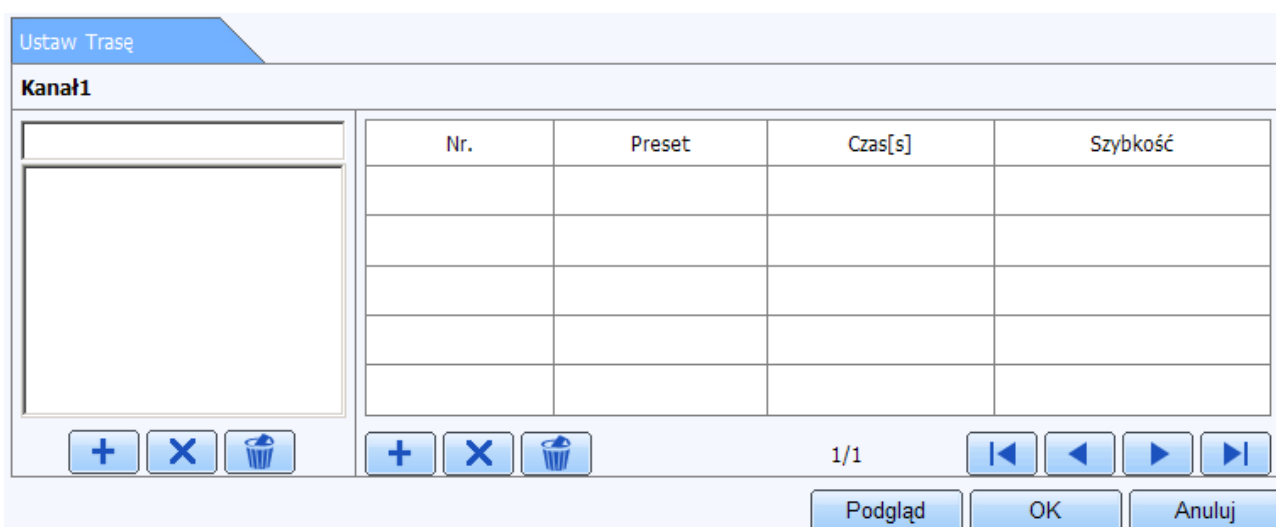 Ustaw Trasę
Kanał1
Nr. Preset Czas[s] Szybkość
1/1
Podgląd OK Anuluj